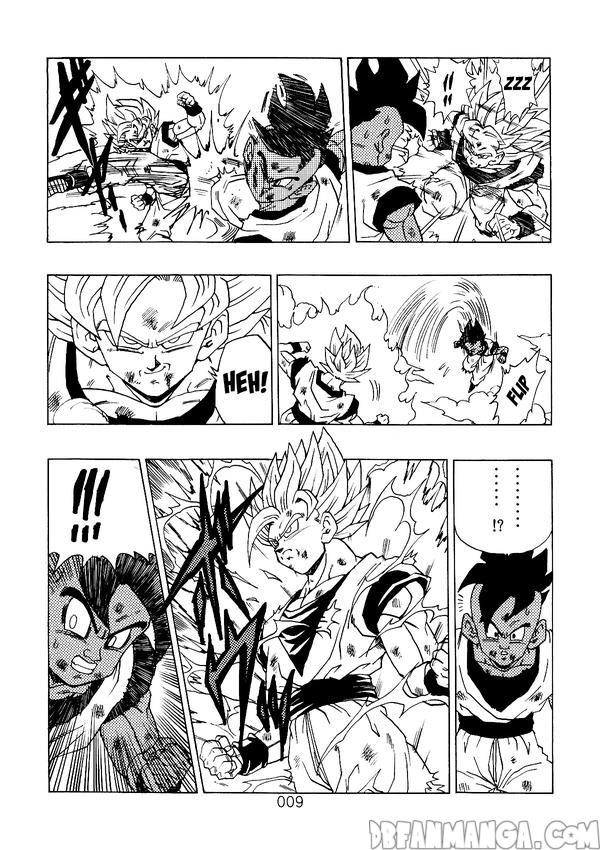 ZZZ
!!
FLIP
HEH!
............
!?
!!!
009
DBFANMANGA.COM